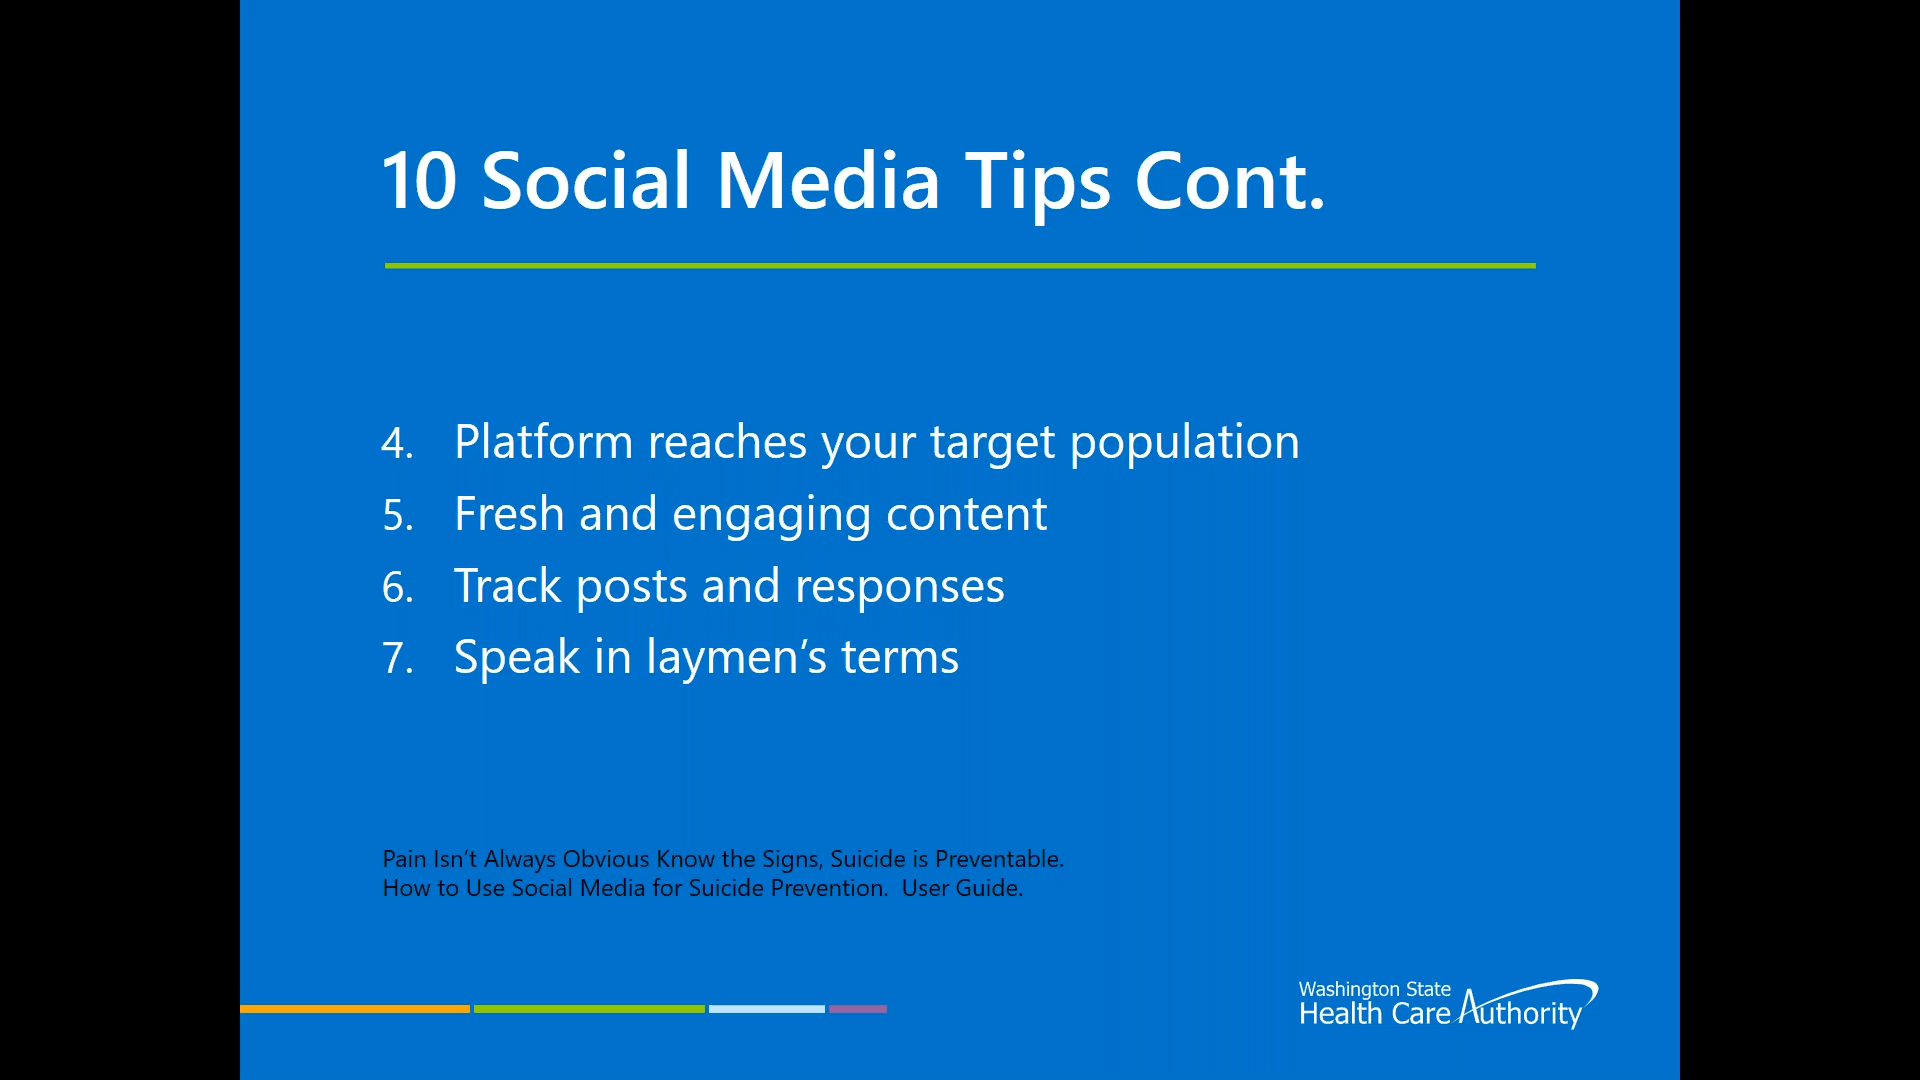 10 Social Media Tips Cont.
4. Platform reaches your target population
5. Fresh and engaging content
6. Track posts and responses
7. Speak in laymen’s terms
Pain Isn’t Always Obvious Know the Signs, Suicide is Preventable.
How to Use Social Media for Suicide Prevention.  User Guide.
Washington State
Health Care Authority